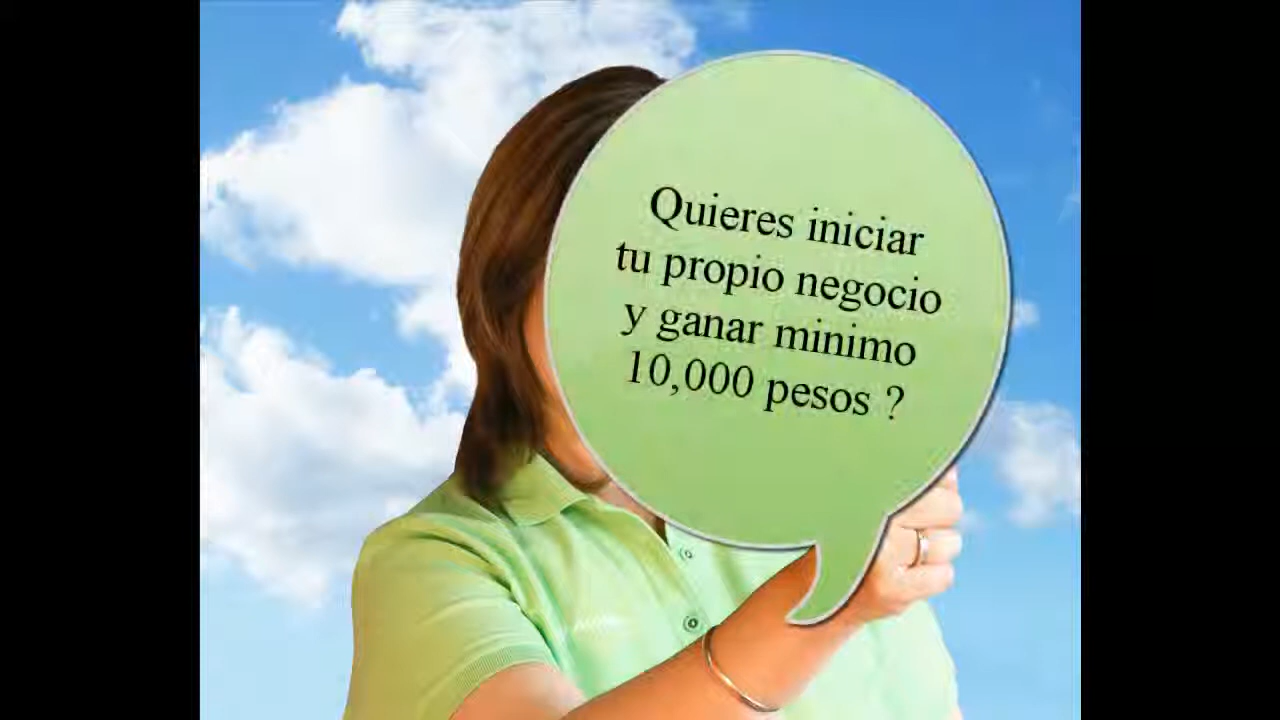 Quieres iniciar
tu propio negocio
y ganar minimo
10,000 pesos ?